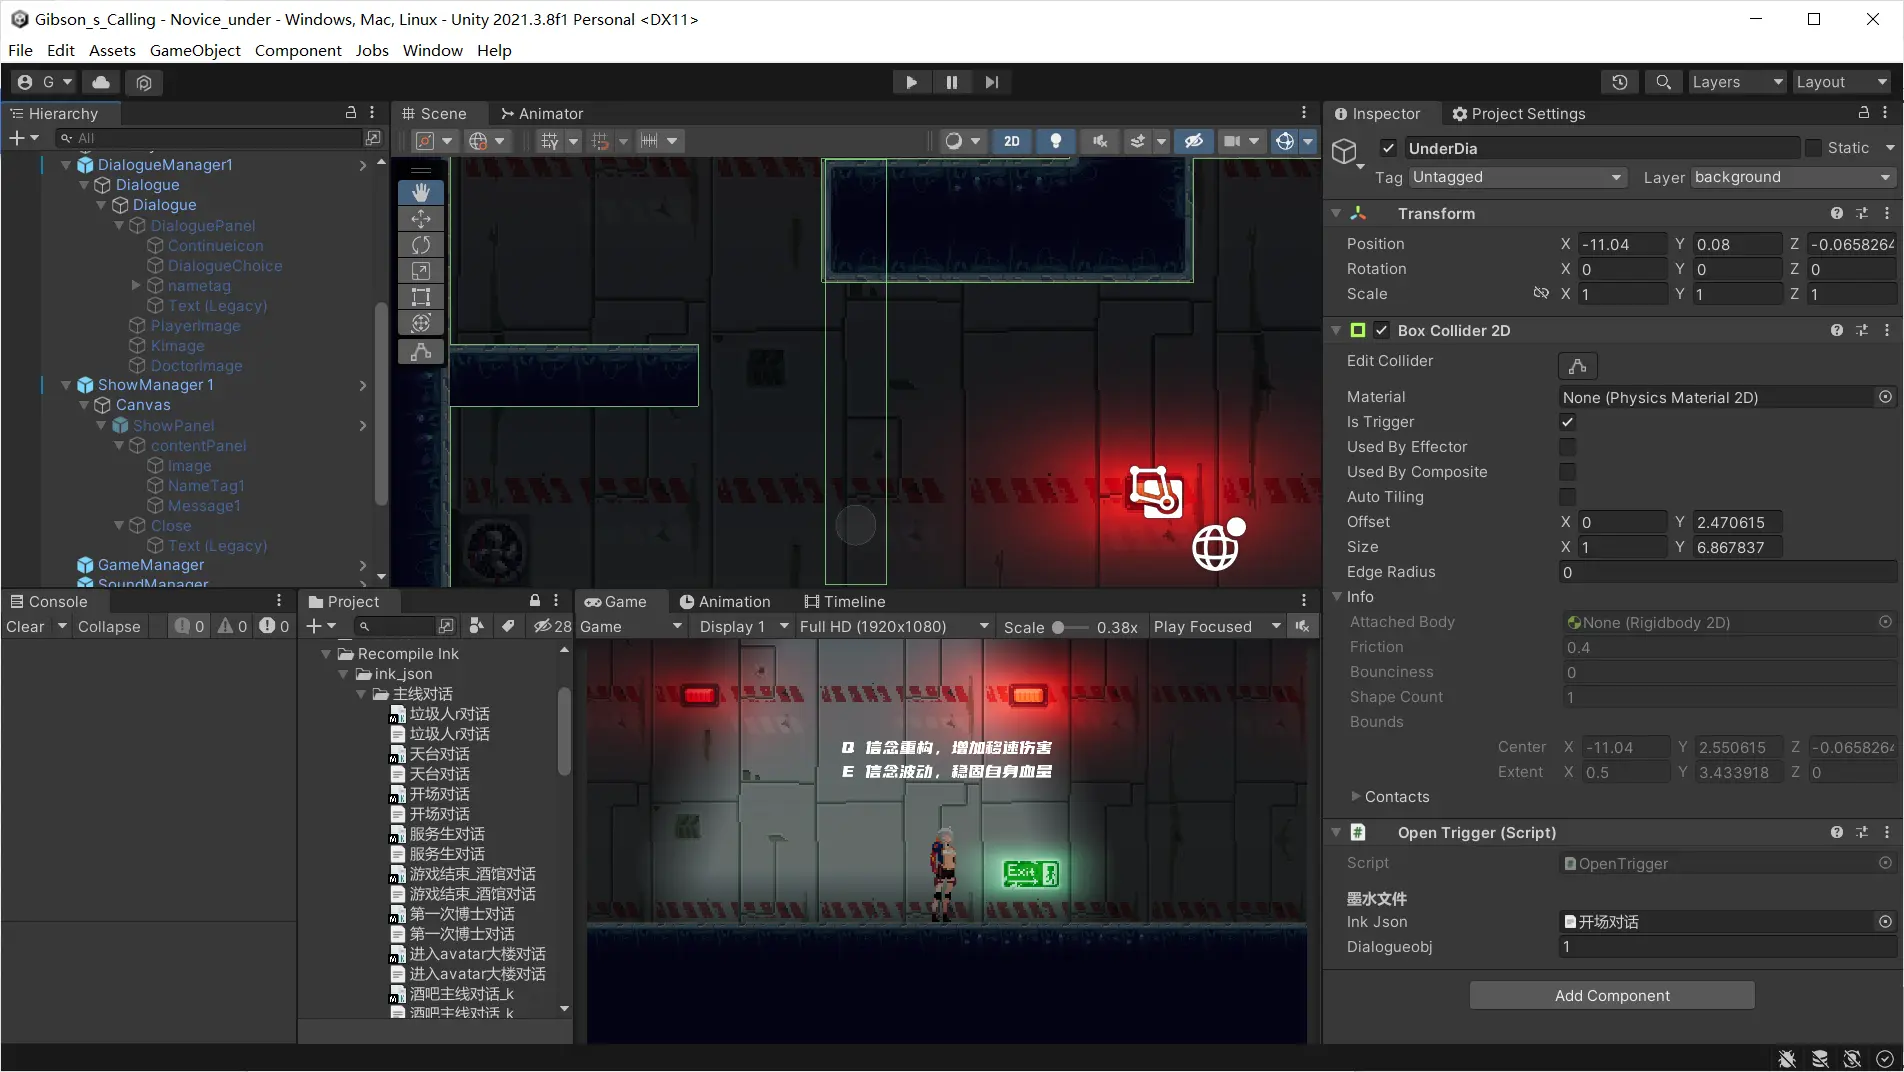 Gibson_s_Calling - Novice_under - Windows, Mac, Linux - Unity 2021.3.8f1 Personal <DX11>
File Edit Assets GameObject Component Jobs Window Help
G
Layers
Layout
Hierarchy
All
DialogueManager1
Dialogue
Dialogue
DialoguePanel
Continueicon
DialogueChoice
nametag
Text (Legacy)
PlayerImage
Kimage
DoctorImage
ShowManager 1
Canvas
ShowPanel
contentPanel
Image
NameTag1
Message1
Close
Text (Legacy)
GameManager
SoundManager
Scene Animator
2D
Inspector Project Settings
UnderDia Static
Tag Untagged Layer background
Transform
Position X -11.04 Y 0.08 Z -0.0658264
Rotation X 0 Y 0 Z 0
Scale X 1 Y 1 Z 1
Box Collider 2D
Edit Collider
Material None (Physics Material 2D)
Is Trigger
Used By Effector
Used By Composite
Auto Tiling
Offset X 0 Y 2.470615
Size X 1 Y 6.867837
Edge Radius 0
Info
Attached Body None (Rigidbody 2D)
Friction 0.4
Bounciness 0
Shape Count 1
Bounds
Center X -11.04 Y 2.550615 Z -0.0658264
Extent X 0.5 Y 3.433918 Z 0
Contacts
Open Trigger (Script)
Script OpenTrigger
墨水文件
Ink Json 开场对话
Dialogueobj 1
Add Component
Console
Clear Collapse 0 0 0
Project
28
Recompile Ink
ink_json
主线对话
垃圾人r对话
垃圾人r对话
天台对话
天台对话
开场对话
开场对话
服务生对话
服务生对话
游戏结束_酒馆对话
游戏结束_酒馆对话
第一次博士对话
第一次博士对话
进入avatar大楼对话
进入avatar大楼对话
酒吧主线对话_k
酒吧主线对话_k
Game Animation Timeline
Game Display 1 Full HD (1920x1080) Scale 0.38x Play Focused
Q 信念重构，增加移速伤害
E 信念波动，稳固自身血量
Exit